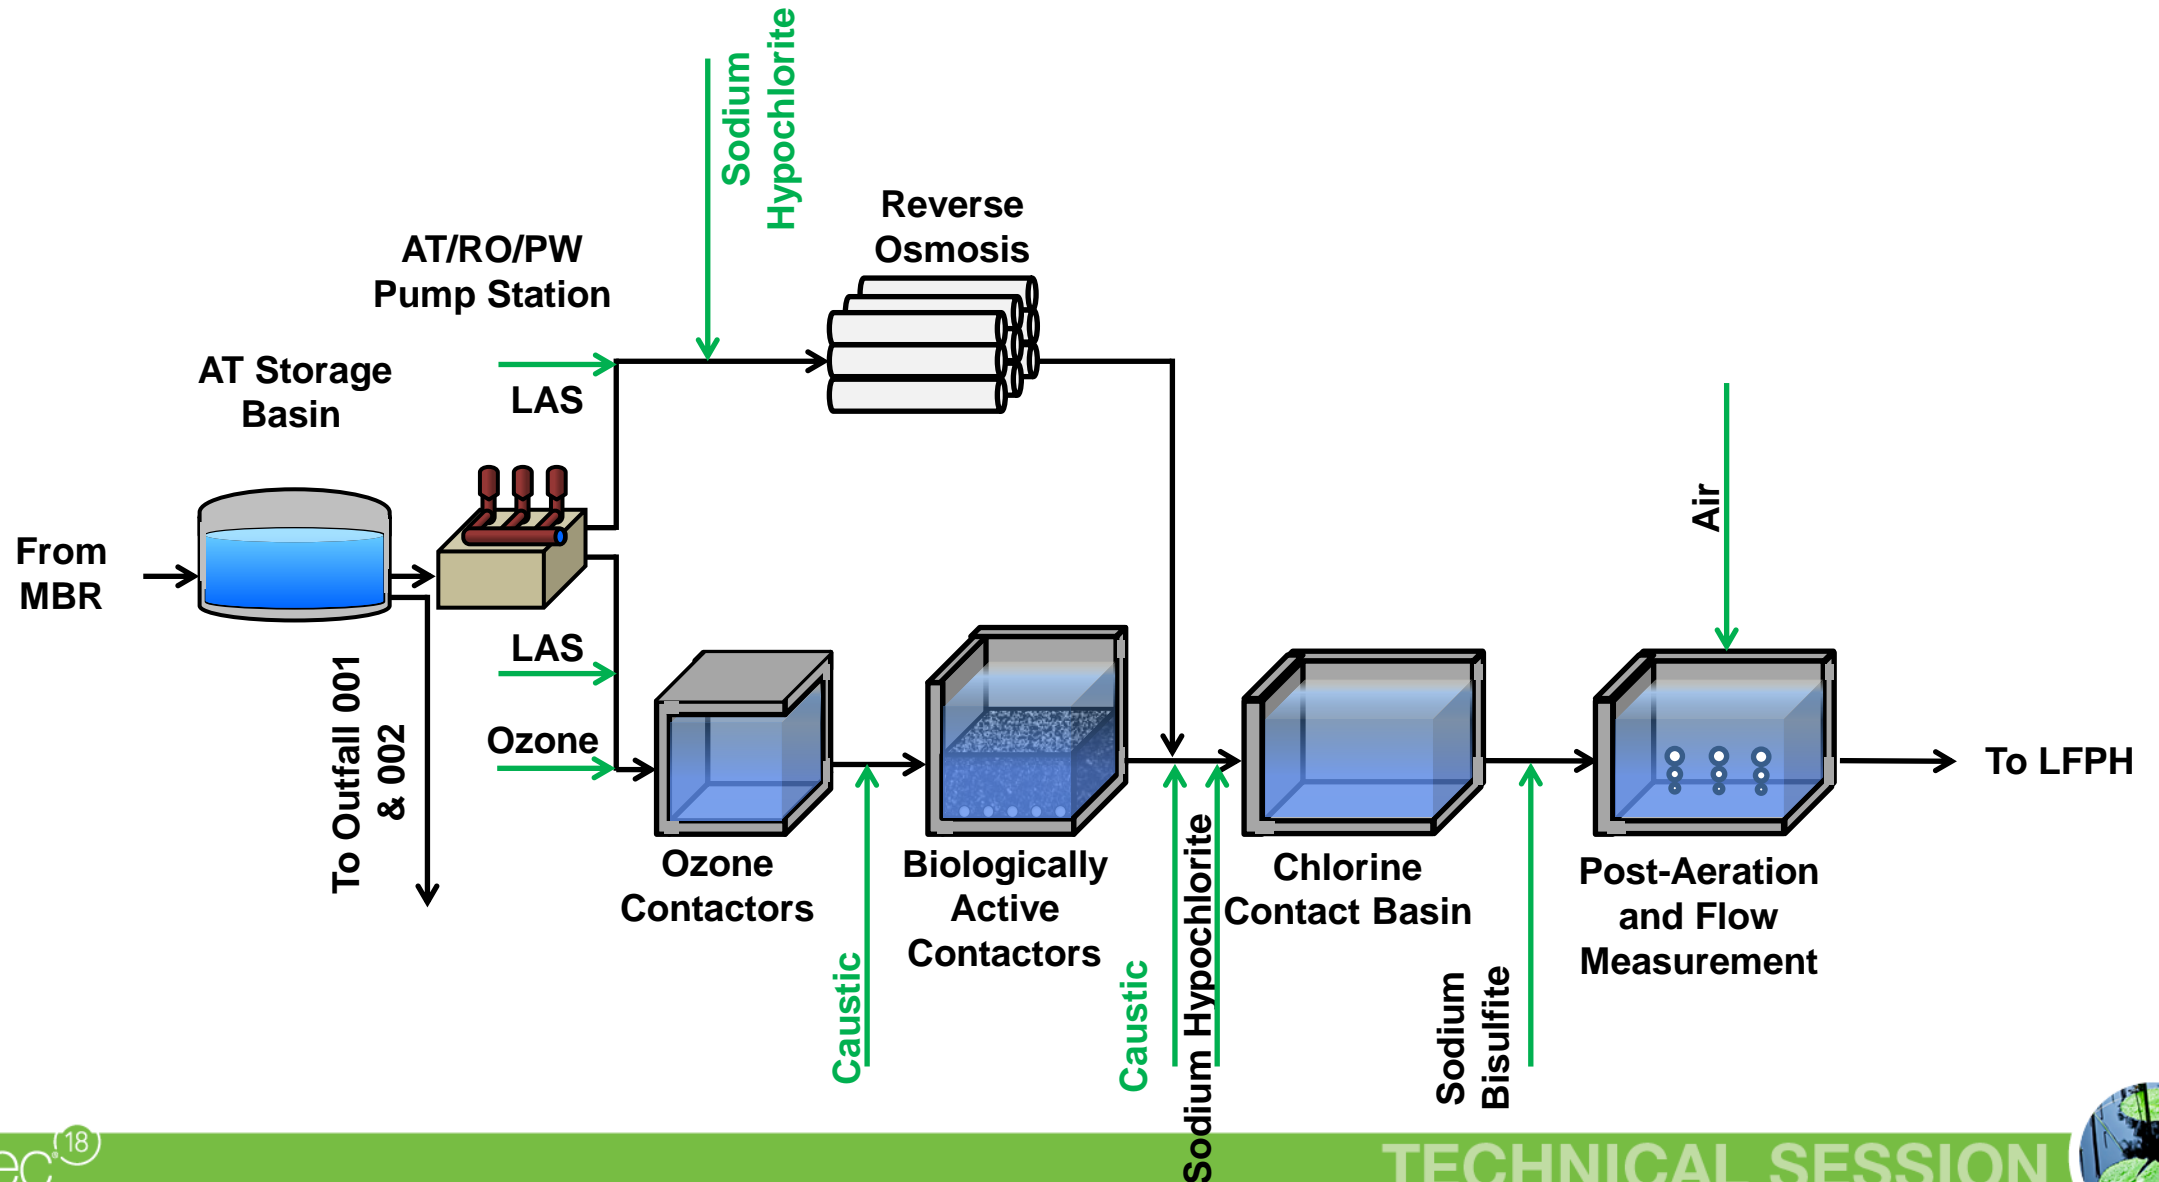 Sodium
Hypochlorite
Reverse
Osmosis
AT/RO/PW
Pump Station
AT Storage
Basin
LAS
Air
From
MBR
LAS
To Outfall 001
& 002
Ozone
To LFPH
Ozone
Contactors
Biologically
Active
Contactors
Chlorine
Contact Basin
Post-Aeration
and Flow
Measurement
Caustic
Caustic
Sodium Hypochlorite
Sodium
Bisulfite
18
TECHNICAL SESSION